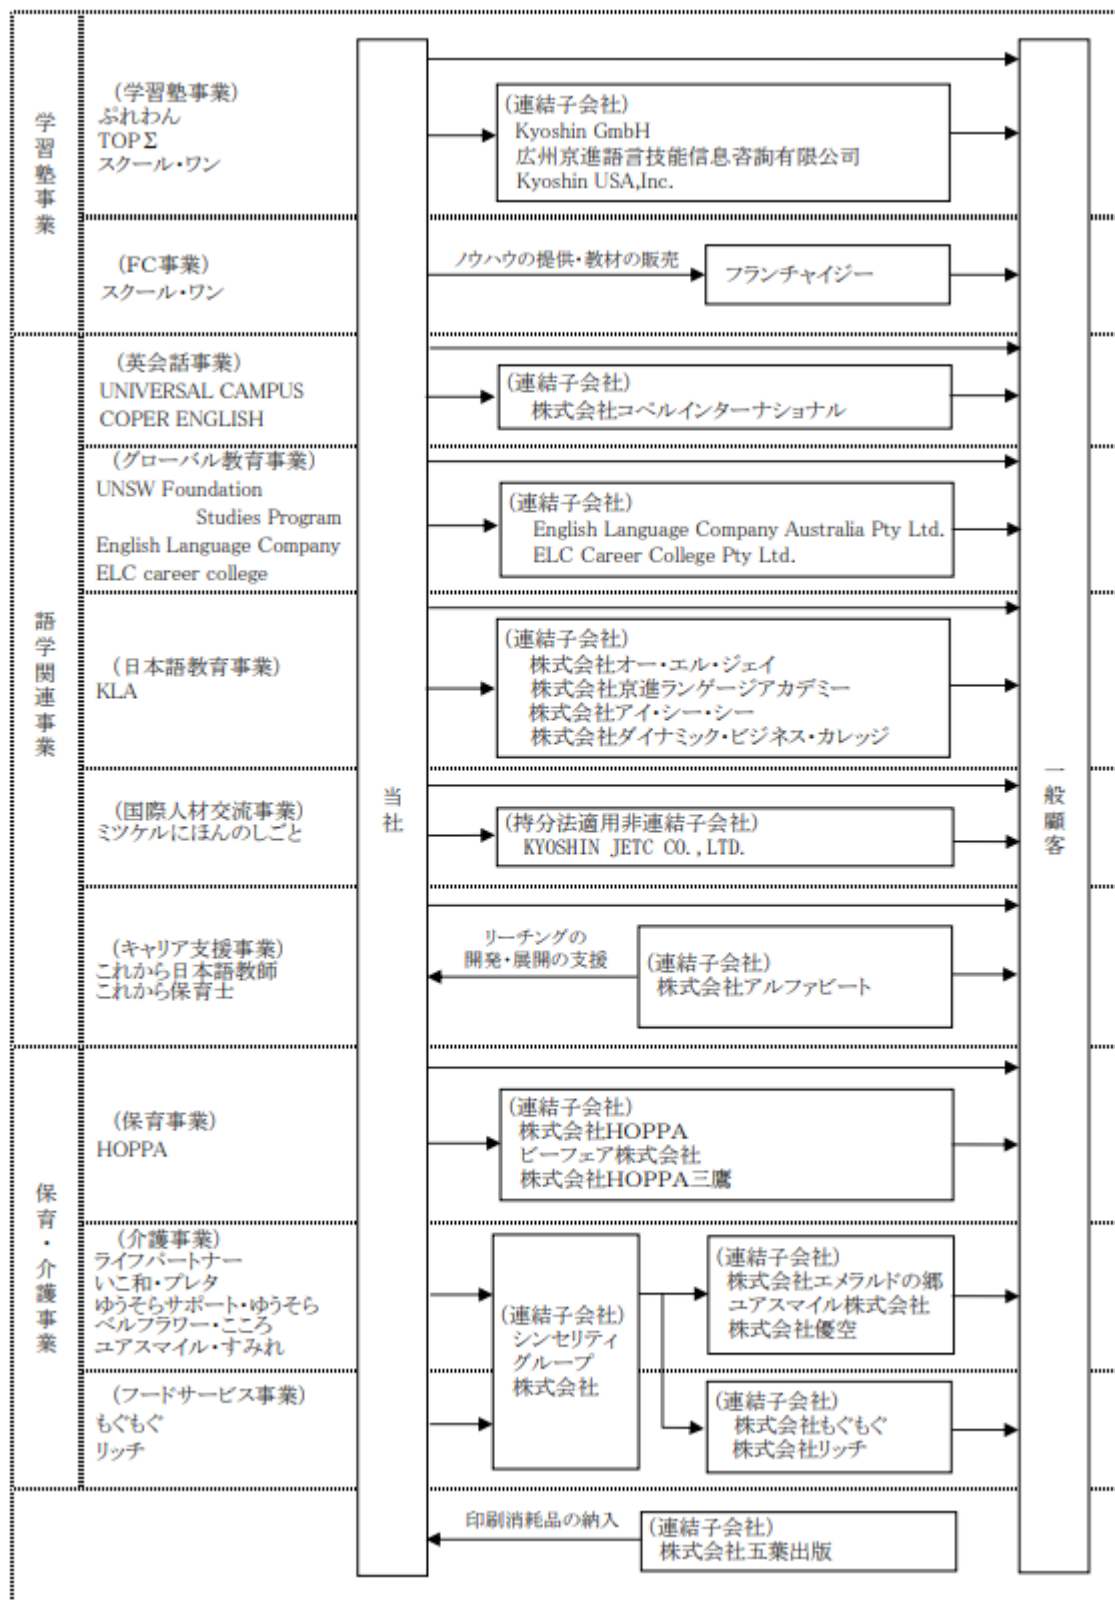 学習塾事業
(学習塾事業)
ぷれわん
TOPΣ
スクール・ワン
(連結子会社)
Kyoshin GmbH
広州京進語言技能信息咨詢有限公司
Kyoshin USA,Inc.
(FC事業)
スクール・ワン
ノウハウの提供・教材の販売
フランチャイジー
語学関連事業
(英会話事業)
UNIVERSAL CAMPUS
COPER ENGLISH
(連結子会社)
株式会社コペルインターナショナル
(グローバル教育事業)
UNSW Foundation
Studies Program
English Language Company
ELC career college
(連結子会社)
English Language Company Australia Pty Ltd.
ELC Career College Pty Ltd.
(日本語教育事業)
KLA
(連結子会社)
株式会社オー・エル・ジェイ
株式会社京進ランゲージアカデミー
株式会社アイ・シー・シー
株式会社ダイナミック・ビジネス・カレッジ
当社
一般顧客
(国際人材交流事業)
ミツケルにほんのしごと
(持分法適用非連結子会社)
KYOSHIN JETC CO.,LTD.
(キャリア支援事業)
これから日本語教師
これから保育士
リーチングの
開発・展開の支援
(連結子会社)
株式会社アルファビート
保育・介護事業
(保育事業)
HOPPA
(連結子会社)
株式会社HOPPA
ビーフェア株式会社
株式会社HOPPA三鷹
(介護事業)
ライフパートナー
いこ和・プレタ
ゆうそらサポート・ゆうそら
ベルフラワー・こころ
ユアスマイル・すみれ
(連結子会社)
シンセリティ
グループ
株式会社
(連結子会社)
株式会社エメラルドの郷
ユアスマイル株式会社
株式会社優空
(フードサービス事業)
もぐもぐ
リッチ
(連結子会社)
株式会社もぐもぐ
株式会社リッチ
印刷消耗品の納入
(連結子会社)
株式会社五葉出版